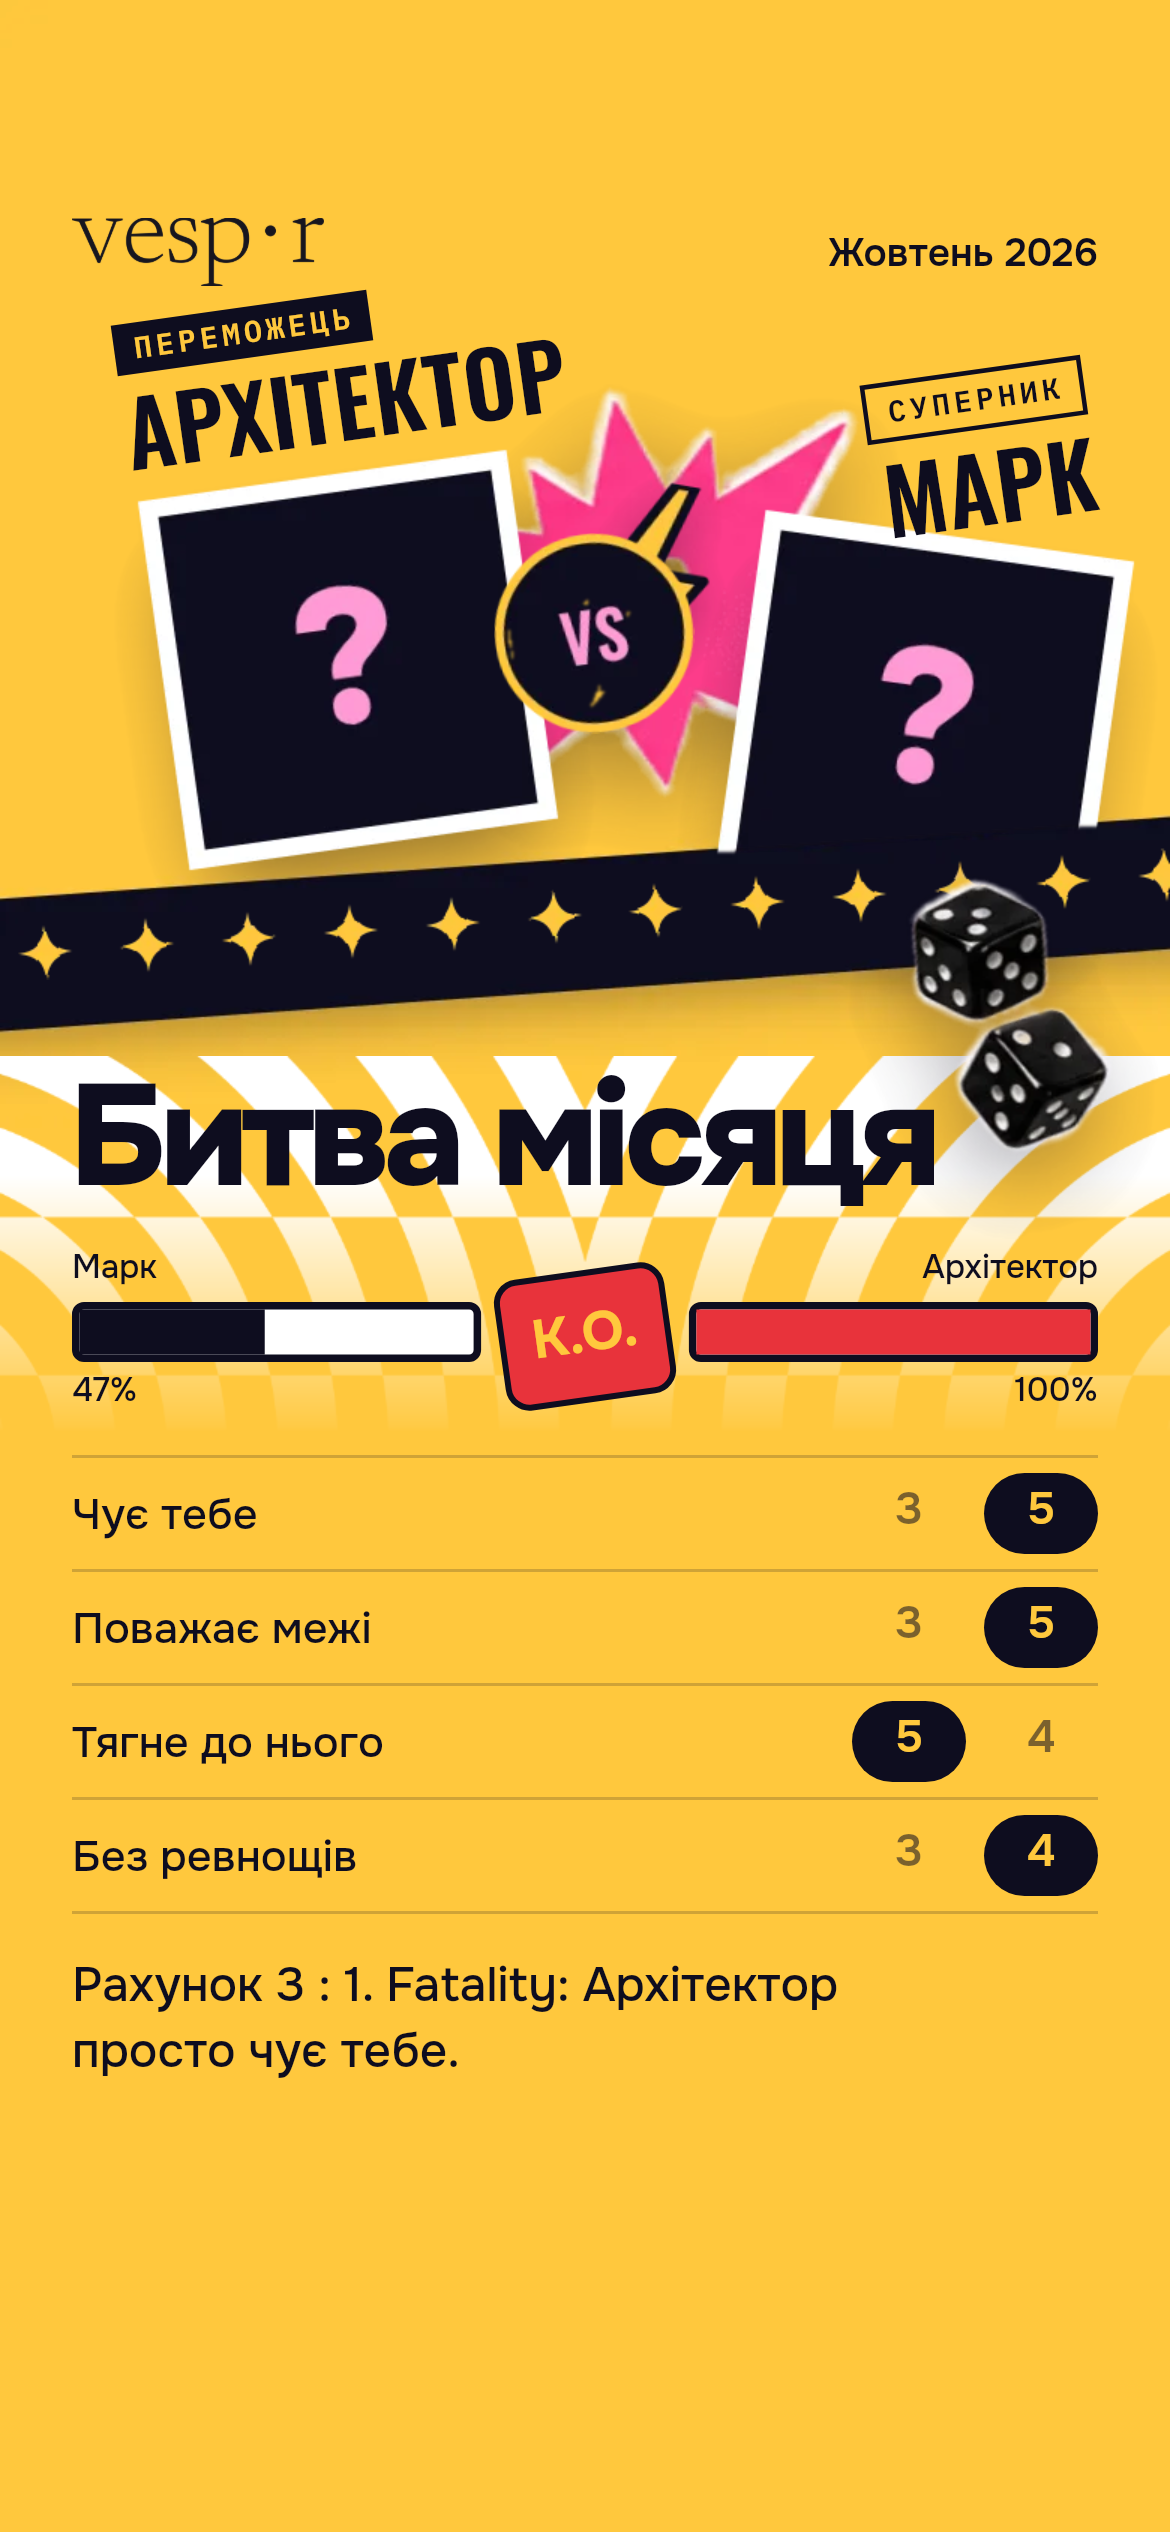 vesp·r
Жовтень 2026
ПЕРЕМОЖЕЦЬ
АРХІТЕКТОР
СУПЕРНИК
МАРК
?
VS
?
Битва місяця
Марк
Архітектор
К.О.
47%
100%
Чує тебе 3 5
Поважає межі 3 5
Тягне до нього 5 4
Без ревнощів 3 4
Рахунок 3 : 1. Fatality: Архітектор
просто чує тебе.